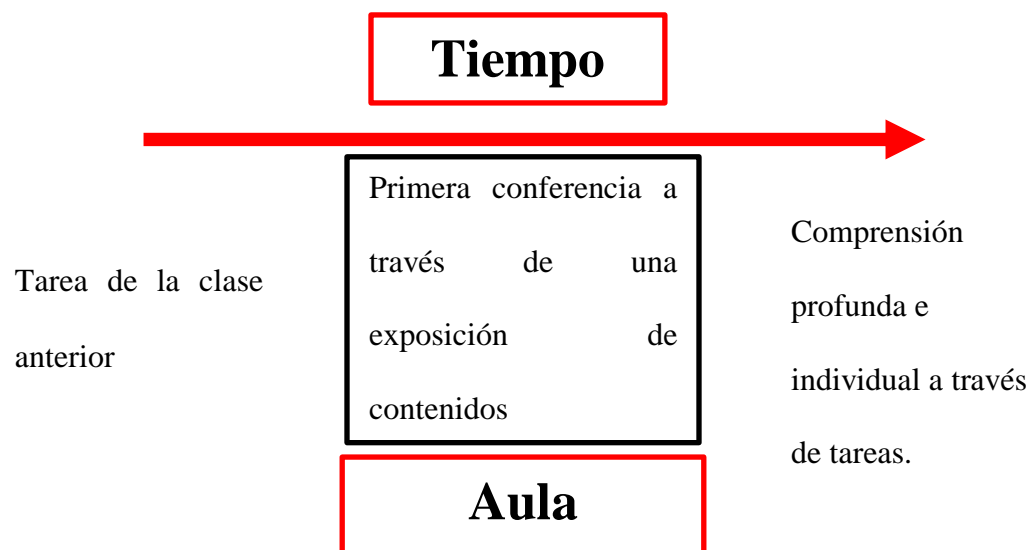 Tiempo
Tarea de la clase
anterior
Primera conferencia a
través de una
exposición de
contenidos
Comprensión
profunda e
individual a través
de tareas.
Aula